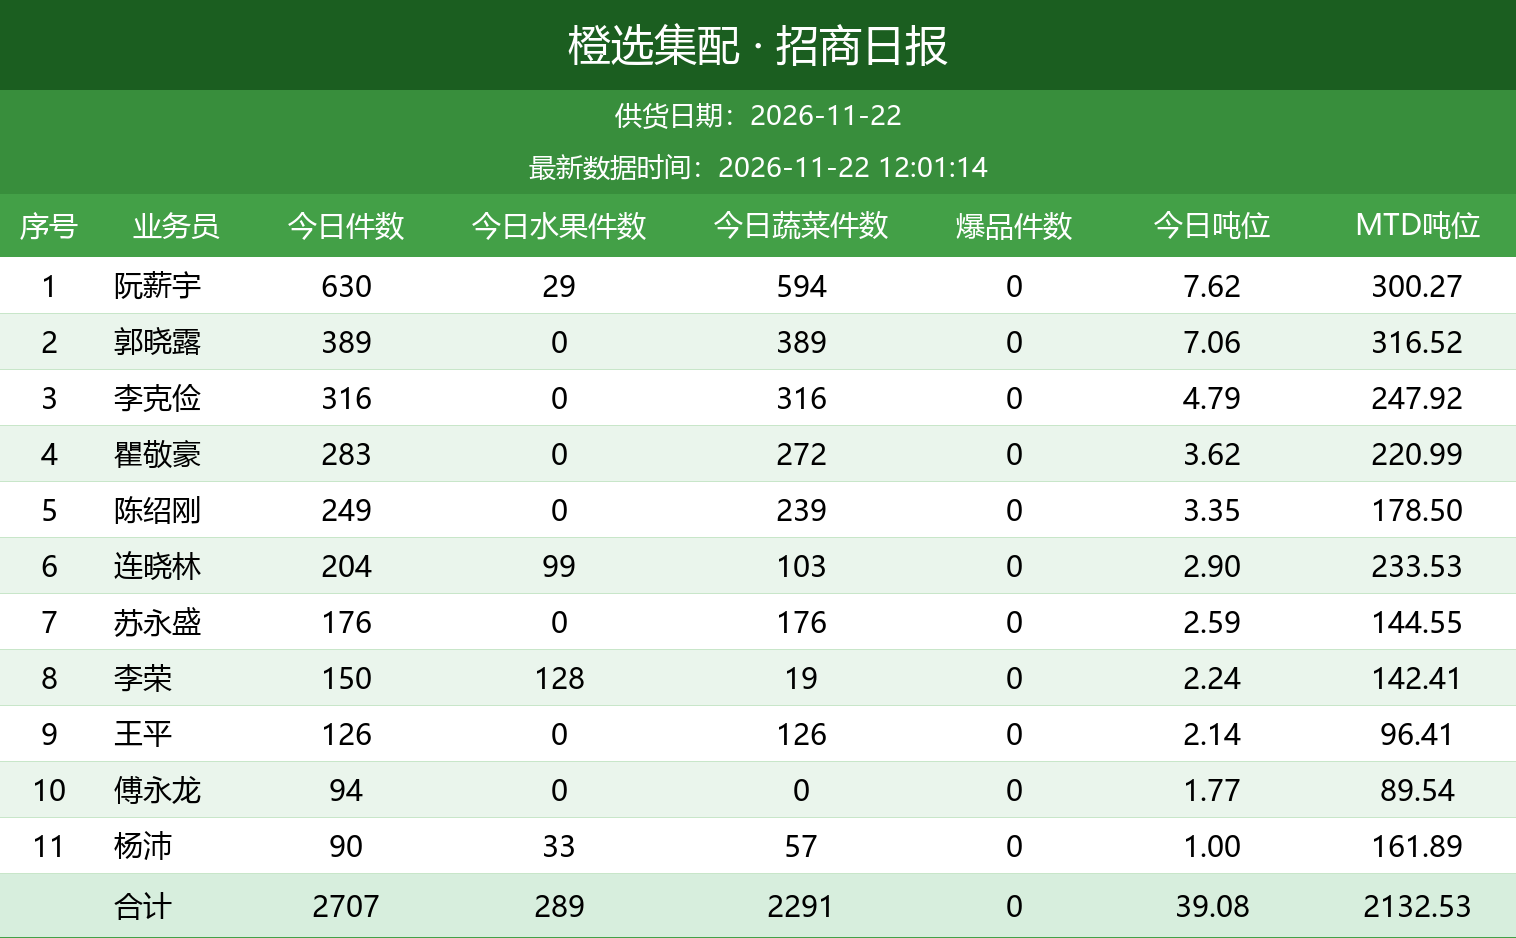 橙选集配 · 招商日报
供货日期：2026-11-22
最新数据时间：2026-11-22 12:01:14
序号 业务员 今日件数 今日水果件数 今日蔬菜件数 爆品件数 今日吨位 MTD吨位
1 阮薪宇 630 29 594 0 7.62 300.27
2 郭晓露 389 0 389 0 7.06 316.52
3 李克俭 316 0 316 0 4.79 247.92
4 瞿敬豪 283 0 272 0 3.62 220.99
5 陈绍刚 249 0 239 0 3.35 178.50
6 连晓林 204 99 103 0 2.90 233.53
7 苏永盛 176 0 176 0 2.59 144.55
8 李荣 150 128 19 0 2.24 142.41
9 王平 126 0 126 0 2.14 96.41
10 傅永龙 94 0 0 0 1.77 89.54
11 杨沛 90 33 57 0 1.00 161.89
合计 2707 289 2291 0 39.08 2132.53